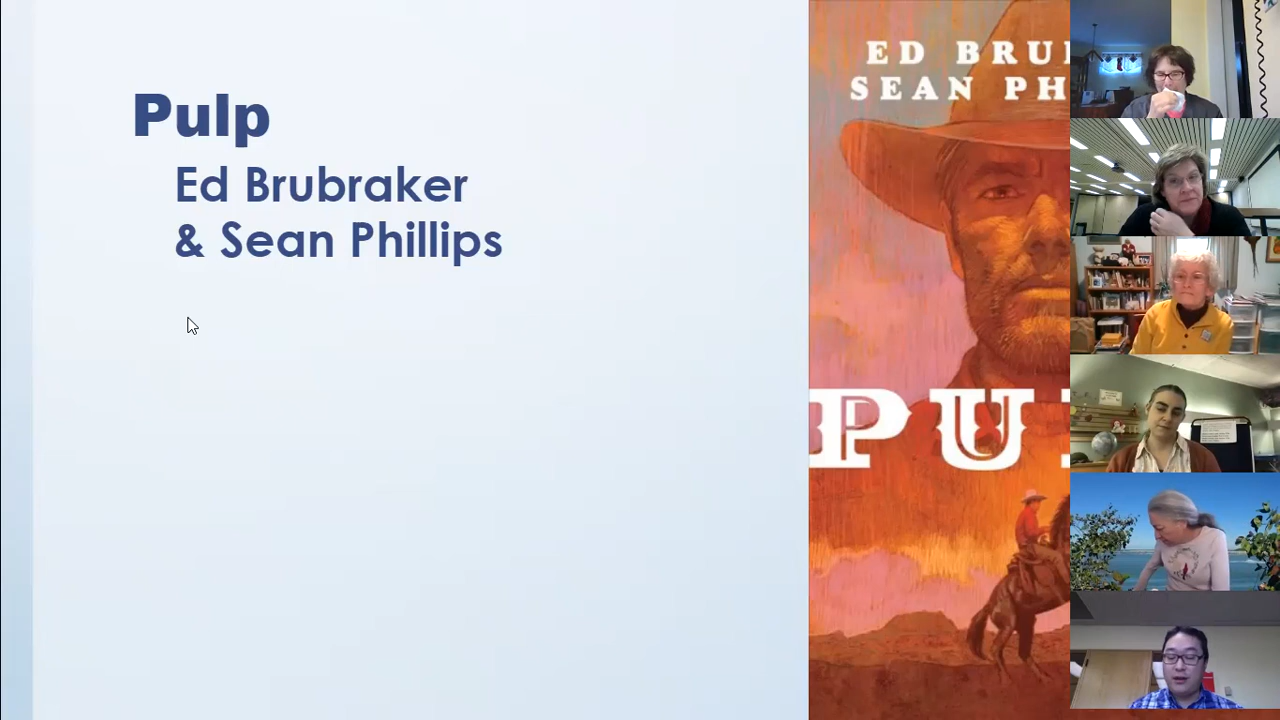 Pulp
Ed Brubraker
& Sean Phillips
ED BRU
SEAN PH
PU